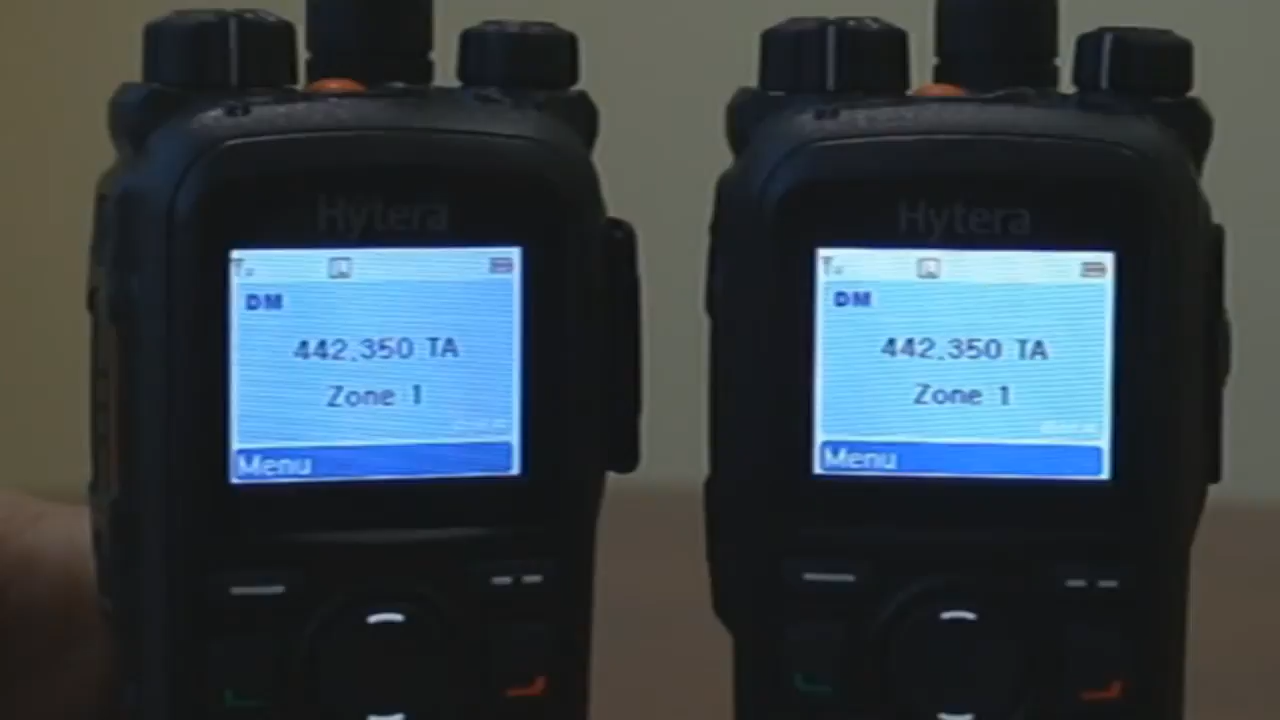 Hytera
DM
442.350 TA
Zone 1
Menu
Hytera
DM
442.350 TA
Zone 1
Menu